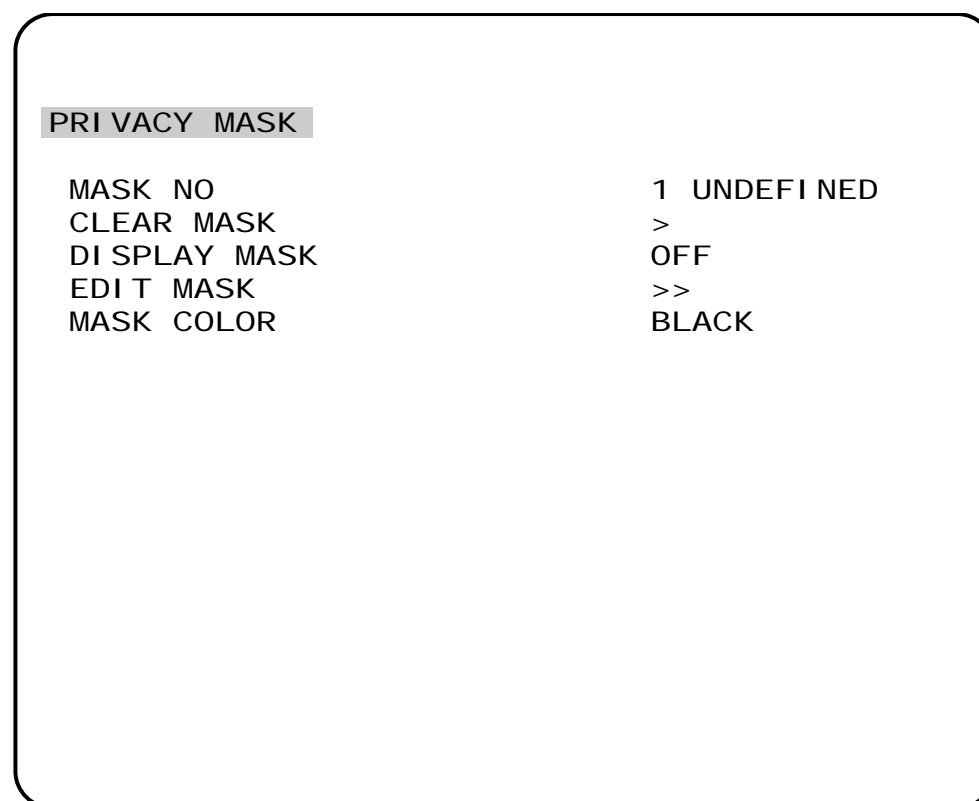 PRIVACY MASK
MASK NO 1 UNDEFINED
CLEAR MASK >
DISPLAY MASK OFF
EDIT MASK >>
MASK COLOR BLACK